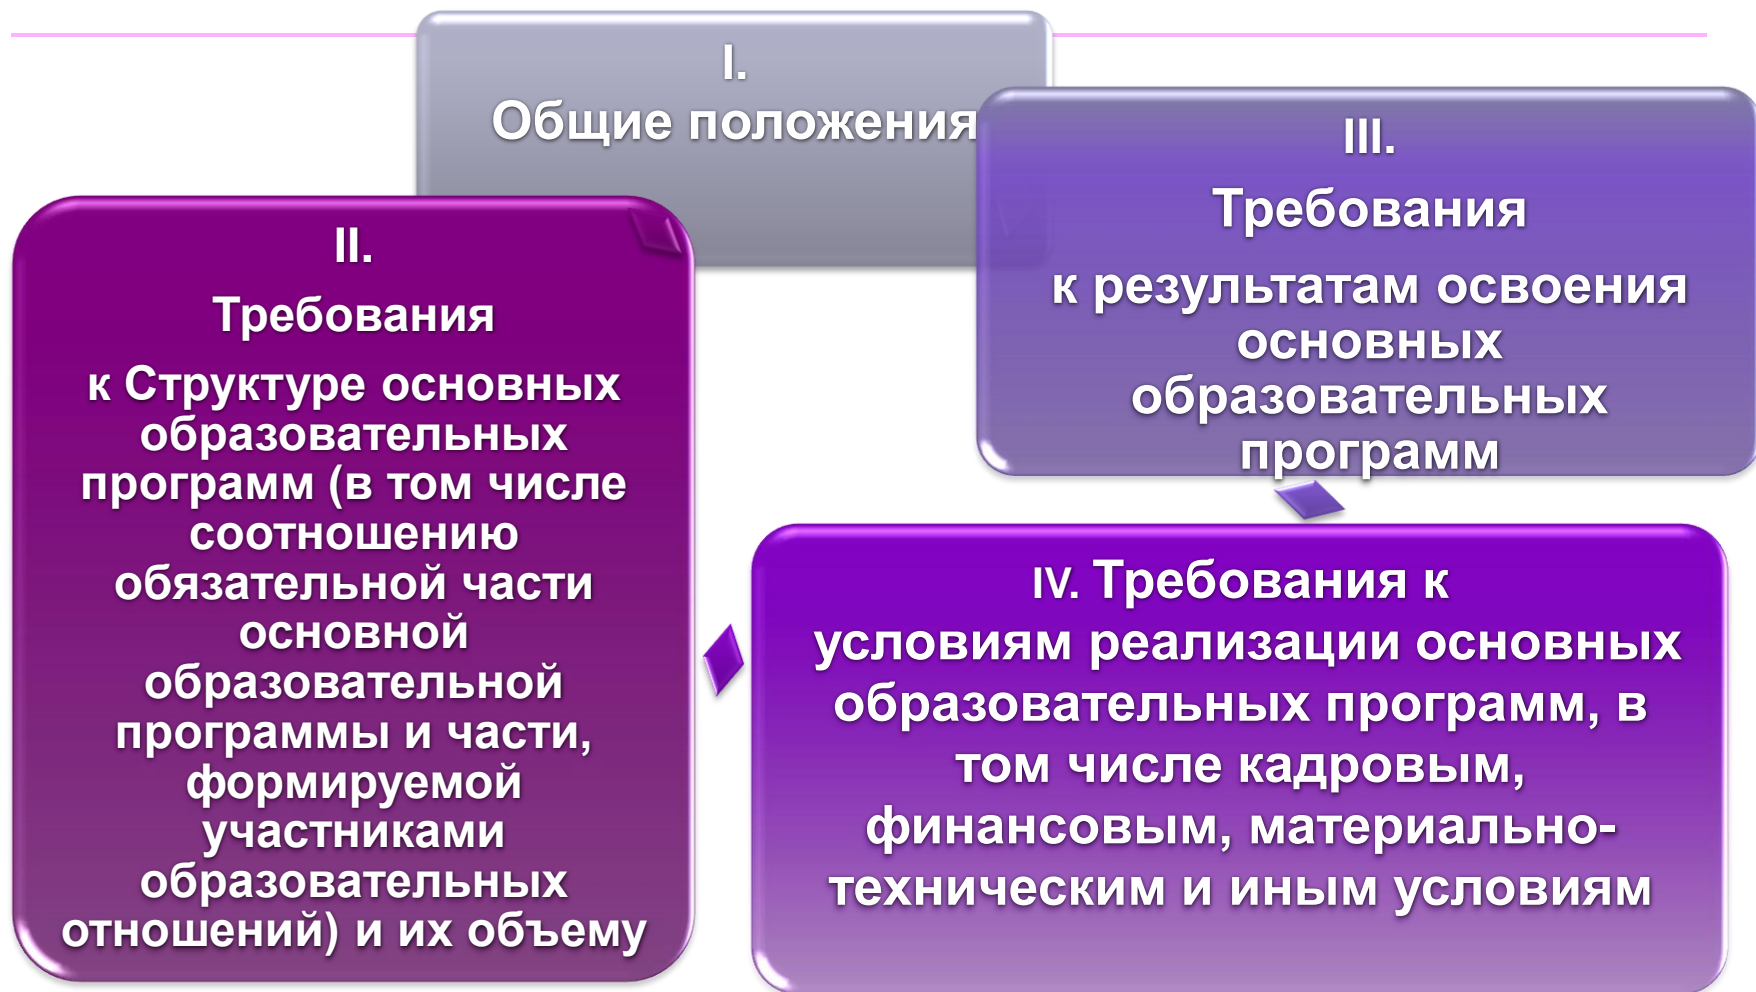 I.
Общие положения
II.
Требования
к Структуре основных
образовательных
программ (в том числе
соотношению
обязательной части
основной
образовательной
программы и части,
формируемой
участниками
образовательных
отношений) и их объему
III.
Требования
к результатам освоения
основных
образовательных
программ
IV. Требования к
условиям реализации основных
образовательных программ, в
том числе кадровым,
финансовым, материально-
техническим и иным условиям